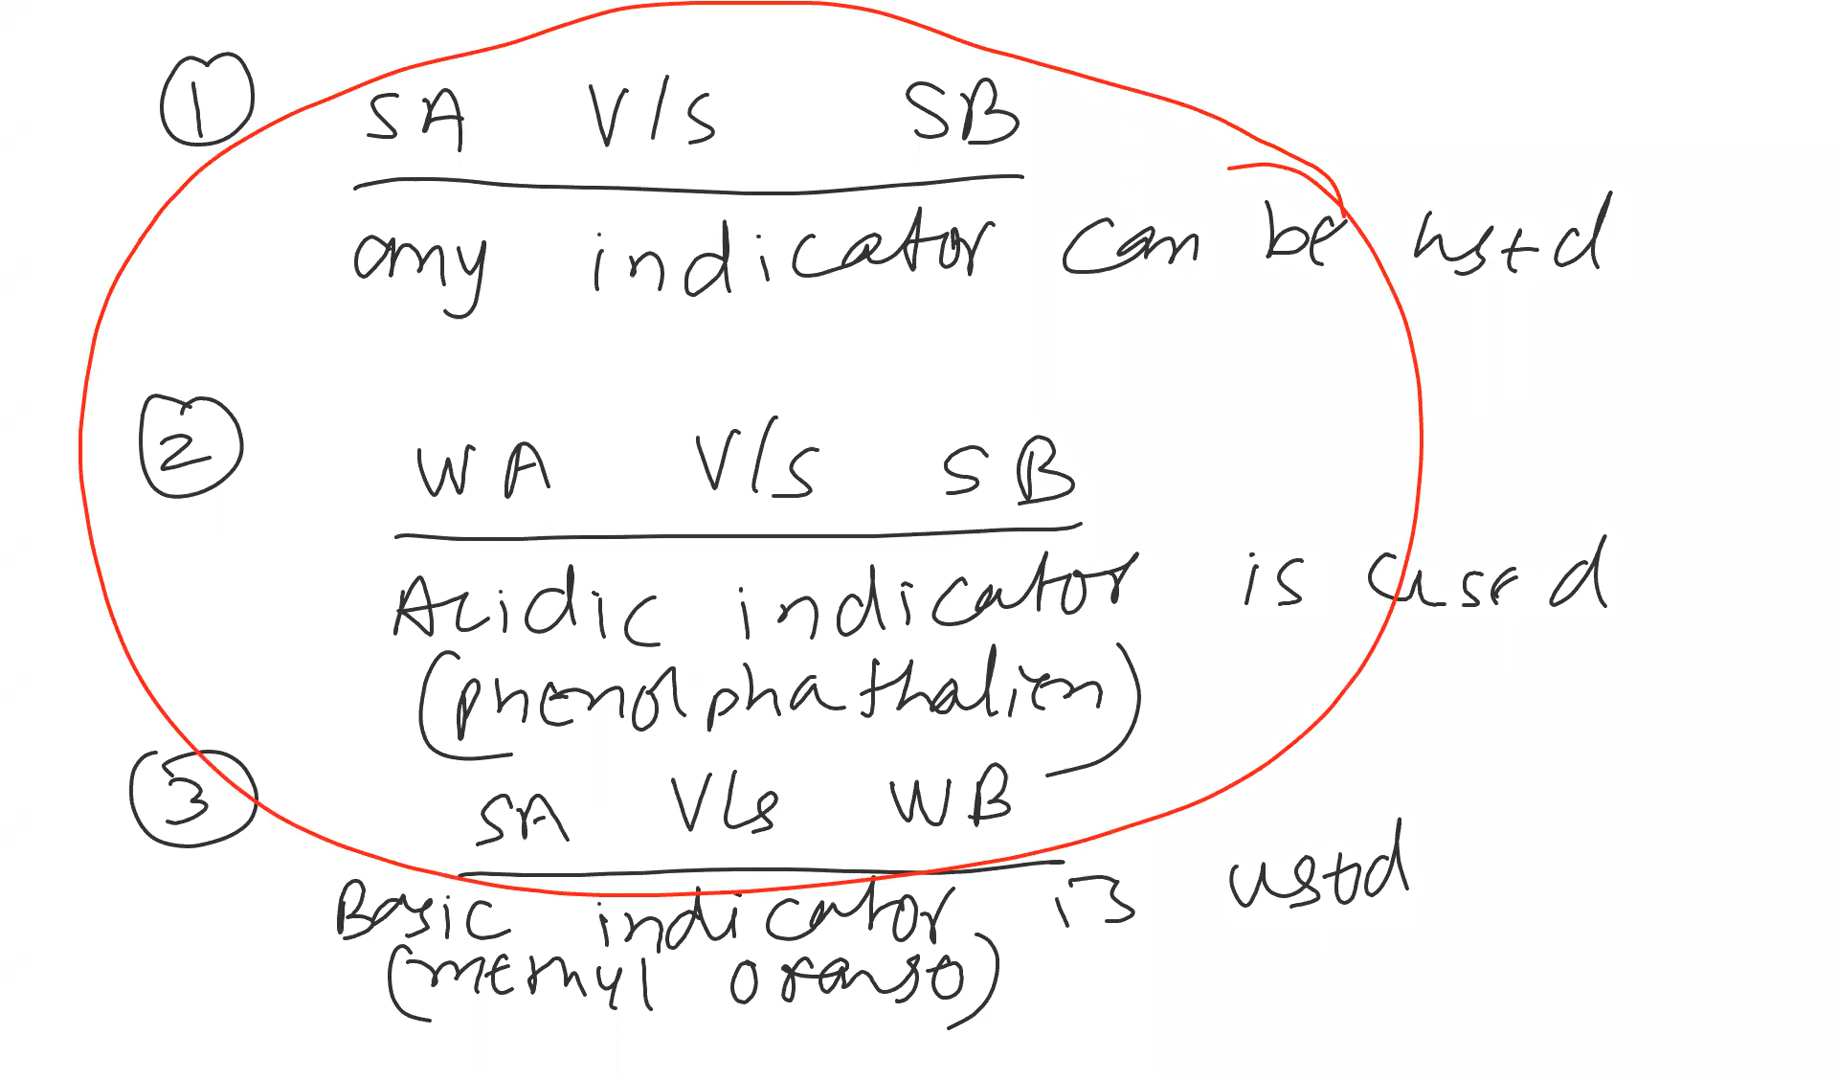 ① SA V/s SB
any indicator can be used
② WA V/s SB
Acidic indicator is used
(phenolphathalien)
③ SA V/s WB
Basic indicator is used
(methyl orange)